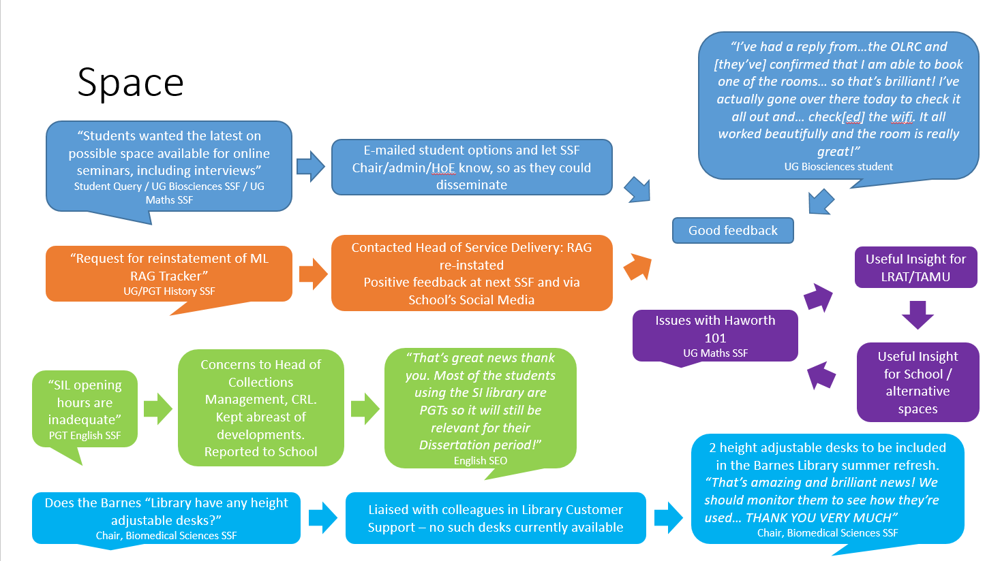 Space
“I’ve had a reply from…the OLRC and
[they’ve] confirmed that I am able to book
one of the rooms… so that’s brilliant! I’ve
actually gone over there today to check it
all out and… check[ed] the wifi. It all
worked beautifully and the room is really
great!”
UG Biosciences student
“Students wanted the latest on
possible space available for online
seminars, including interviews”
Student Query / UG Biosciences SSF / UG
Maths SSF
E-mailed student options and let SSF
Chair/admin/HoE know, so as they could
disseminate
Good feedback
“Request for reinstatement of ML
RAG Tracker”
UG/PGT History SSF
Contacted Head of Service Delivery: RAG
re-instated
Positive feedback at next SSF and via
School’s Social Media
Issues with Haworth
101
UG Maths SSF
Useful Insight for
LRAT/TAMU
Useful Insight
for School /
alternative
spaces
“SIL opening
hours are
inadequate”
PGT English SSF
Concerns to Head of
Collections
Management, CRL.
Kept abreast of
developments.
Reported to School
“That’s great news thank
you. Most of the students
using the SI library are
PGTs so it will still be
relevant for their
Dissertation period!”
English SEO
Does the Barnes “Library have any height
adjustable desks?”
Chair, Biomedical Sciences SSF
Liaised with colleagues in Library Customer
Support – no such desks currently available
2 height adjustable desks to be included
in the Barnes Library summer refresh.
“That’s amazing and brilliant news! We
should monitor them to see how they’re
used… THANK YOU VERY MUCH”
Chair, Biomedical Sciences SSF